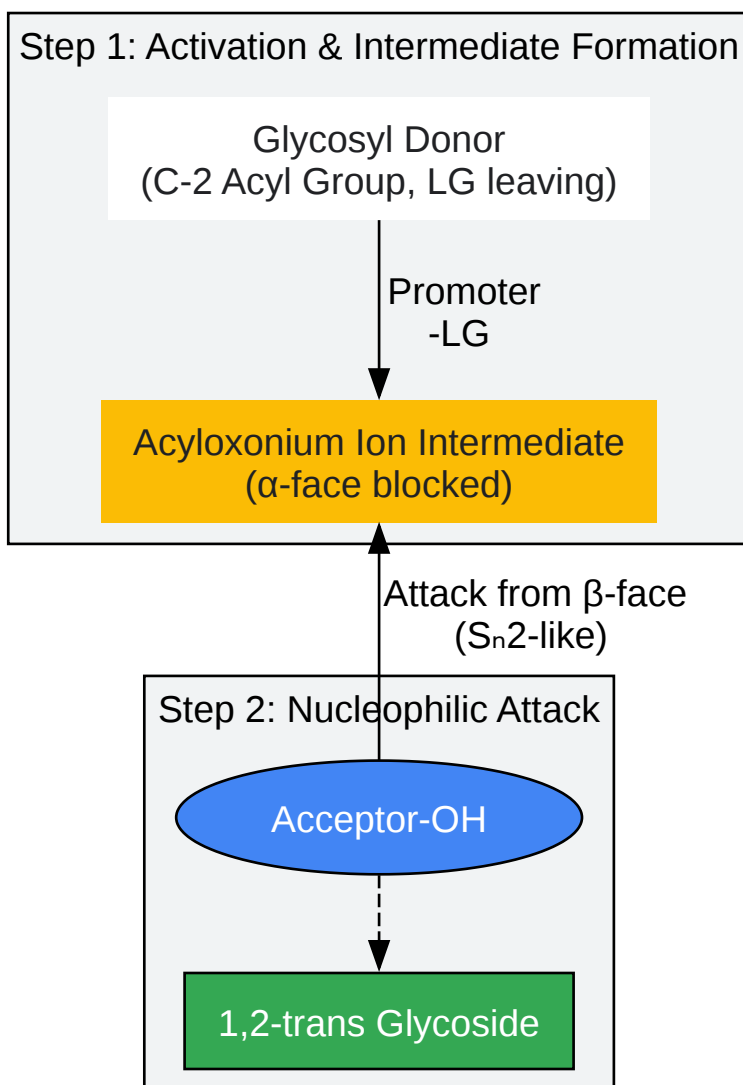 Step 1: Activation & Intermediate Formation
Glycosyl Donor
(C-2 Acyl Group, LG leaving)
Promoter
-LG
Acyloxonium Ion Intermediate
(α-face blocked)
Attack from β-face
(Sₙ2-like)
Step 2: Nucleophilic Attack
Acceptor-OH
1,2-trans Glycoside